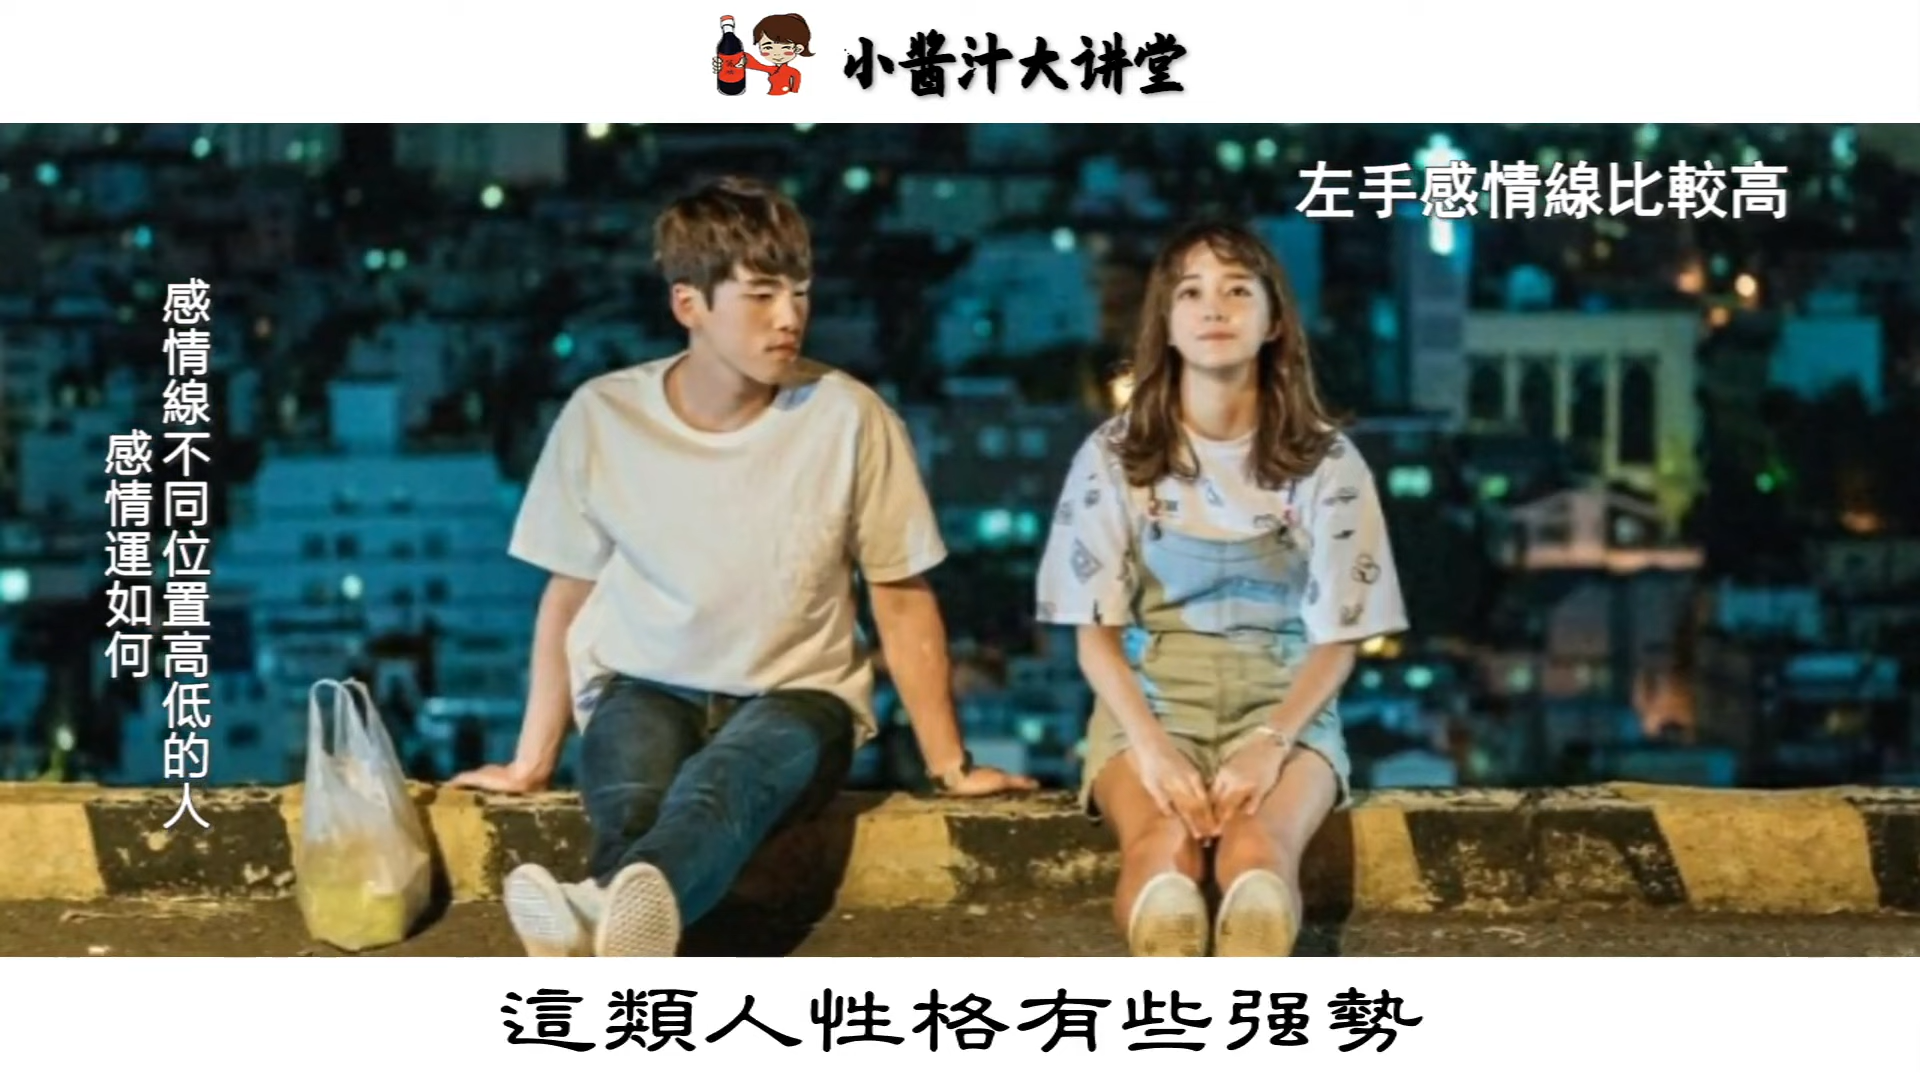 小酱汁大讲堂
左手感情線比較高
感情線不同位置高低的人
感情運如何
這類人性格有些强勢